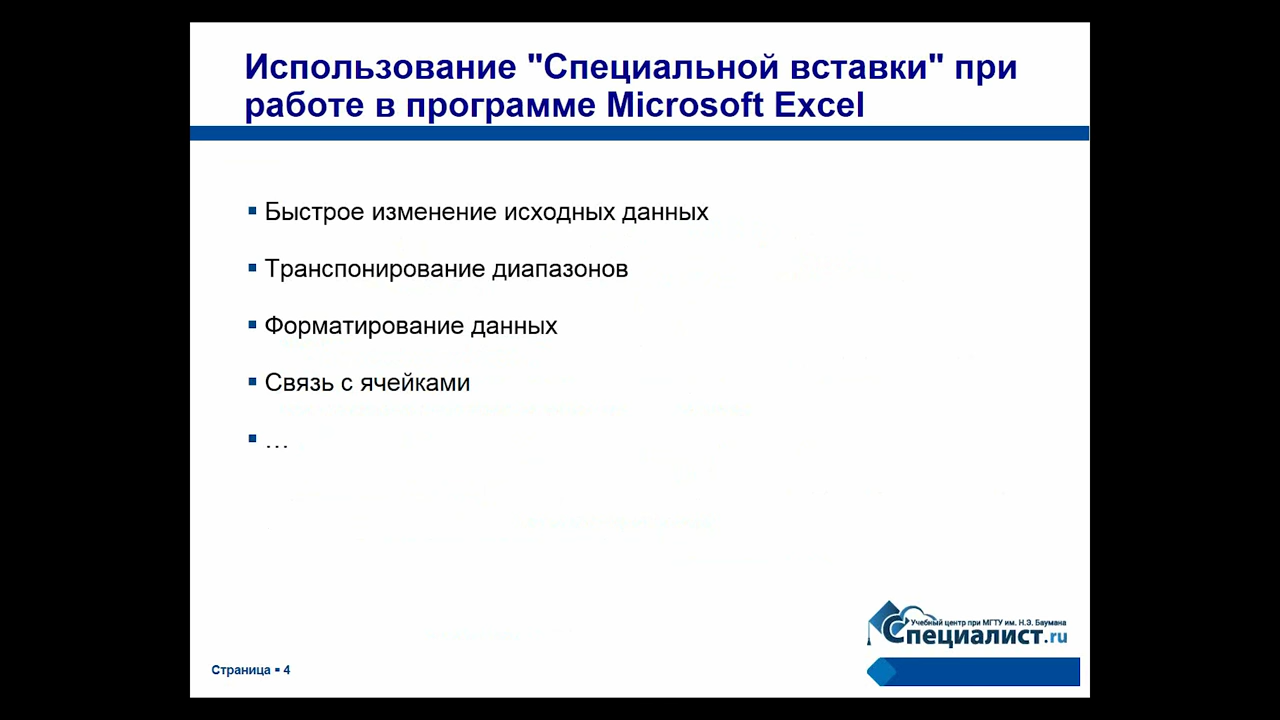 Использование "Специальной вставки" при
работе в программе Microsoft Excel
▪ Быстрое изменение исходных данных
▪ Транспонирование диапазонов
▪ Форматирование данных
▪ Связь с ячейками
▪ ...
Учебный центр при МГТУ им. Н.Э. Баумана
Специалист.ru
Страница ▪ 4